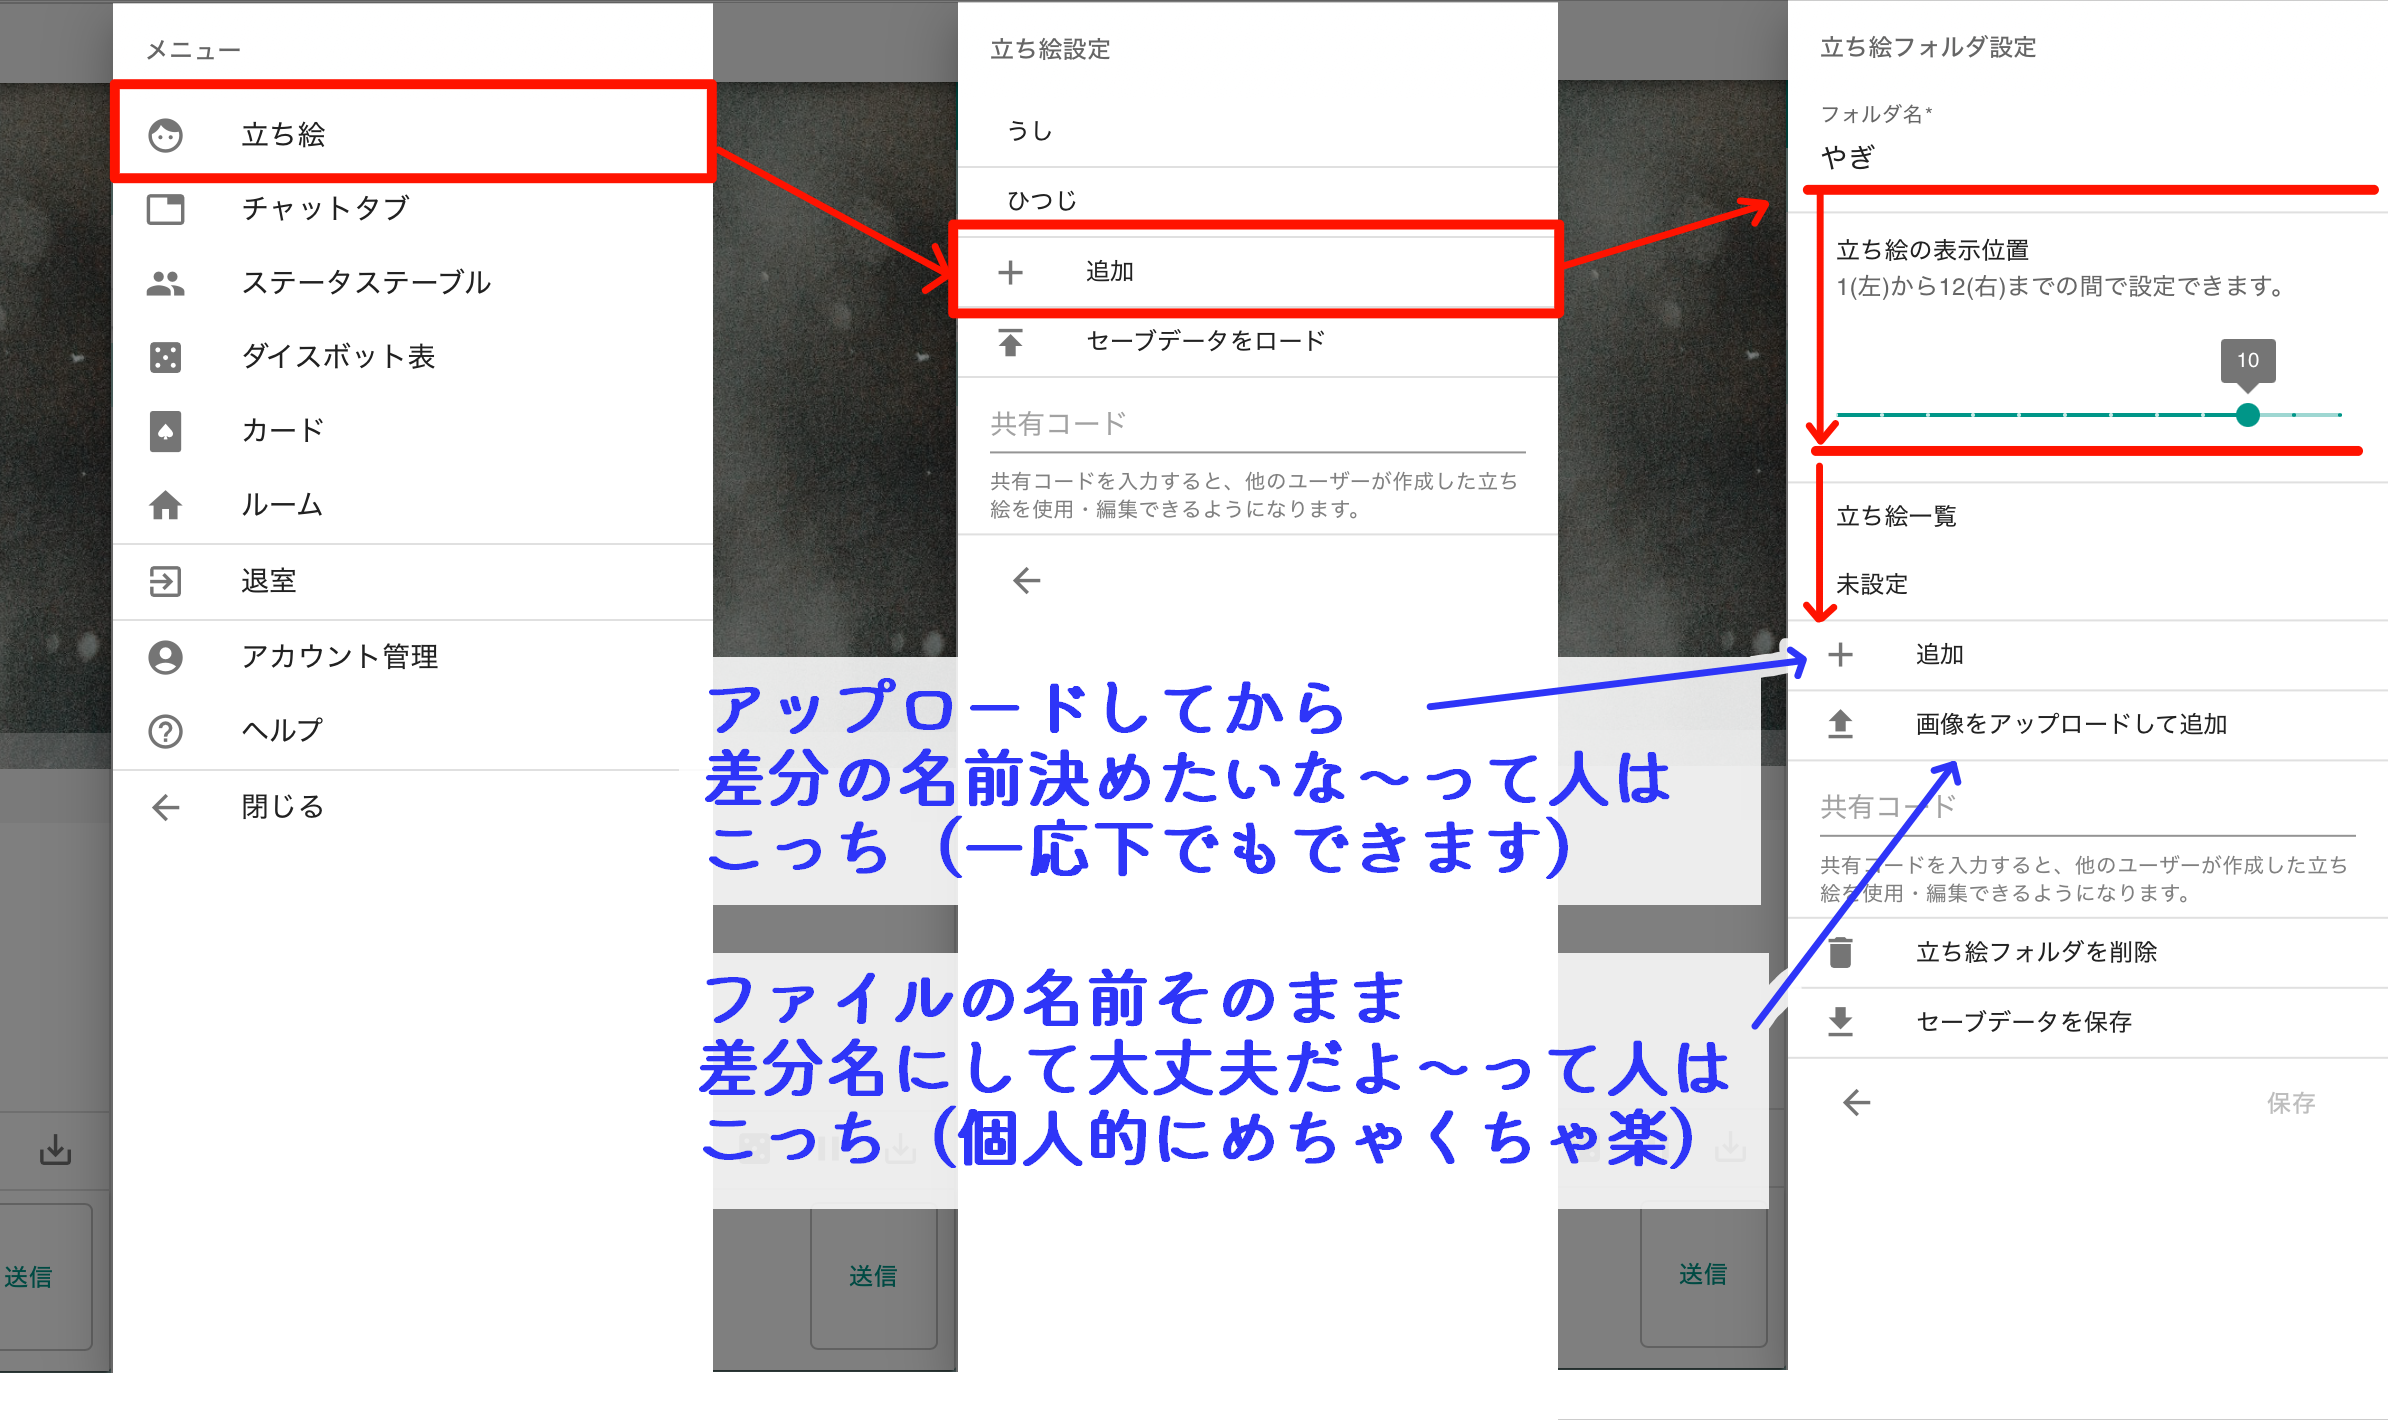 メニュー
立ち絵
チャットタブ
ステータステーブル
ダイスボット表
カード
ルーム
退室
アカウント管理
ヘルプ
閉じる
送信
立ち絵設定
うし
ひつじ
追加
セーブデータをロード
共有コード
共有コードを入力すると、他のユーザーが作成した立ち
絵を使用・編集できるようになります。
アップロードしてから
差分の名前決めたいな～って人は
こっち（一応下でもできます）
ファイルの名前そのまま
差分名にして大丈夫だよ～って人は
こっち（個人的にめちゃくちゃ楽）
送信
送信
立ち絵フォルダ設定
フォルダ名*
やぎ
立ち絵の表示位置
1(左)から12(右)までの間で設定できます。
10
立ち絵一覧
未設定
追加
画像をアップロードして追加
共有コード
共有コードを入力すると、他のユーザーが作成した立ち
絵を使用・編集できるようになります。
立ち絵フォルダを削除
セーブデータを保存
保存